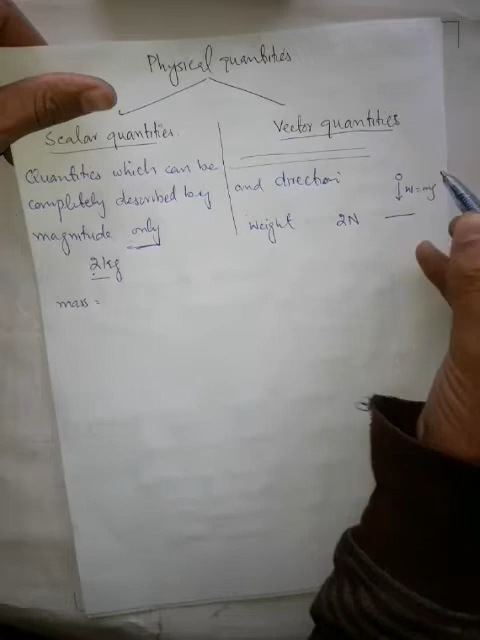 Physical quantities
Scalar quantities.
Quantities which can be
completely described by
magnitude only
2kg
mass =
Vector quantities
and direction
Weight 2N
W=mg